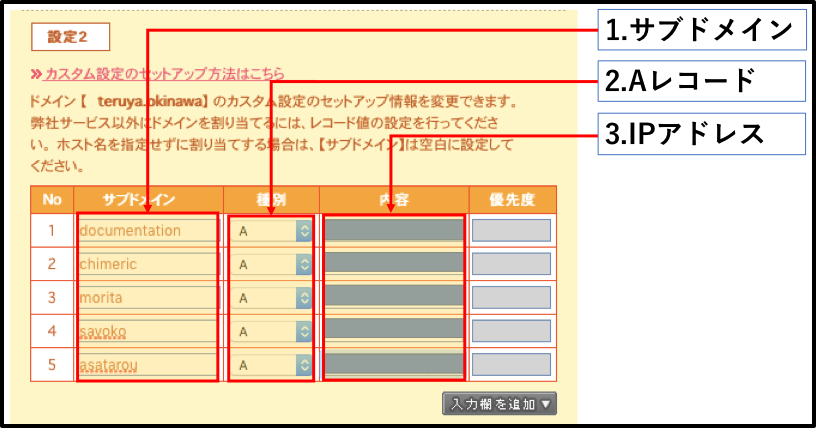 設定2
1.サブドメイン
2.Aレコード
3.IPアドレス
カスタム設定のセットアップ方法はこちら
ドメイン【 teruya.okinawa】のカスタム設定のセットアップ情報を変更できます。
弊社サービス以外にドメインを割り当てるには、レコード値の設定を行ってくださ
い。ホスト名を指定せずに割り当てする場合は、【サブドメイン】は空白に設定して
ください。
No サブドメイン 種別 内容 優先度
1 documentation A
2 chimeric A
3 morita A
4 sayoko A
5 asatarou A
入力欄を追加▼